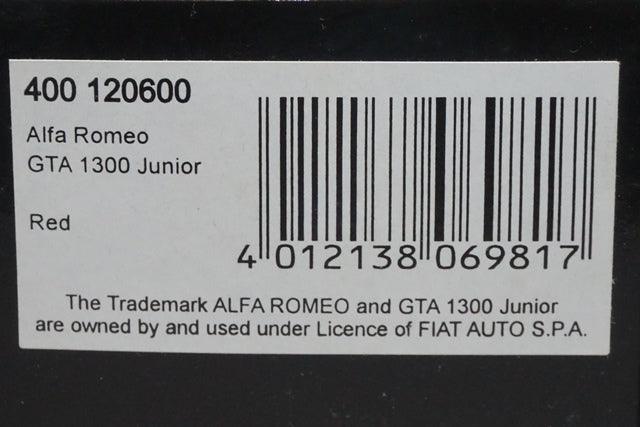 400 120600
Alfa Romeo
GTA 1300 Junior
Red
4 012138 069817
The Trademark ALFA ROMEO and GTA 1300 Junior
are owned by and used under Licence of FIAT AUTO S.P.A.